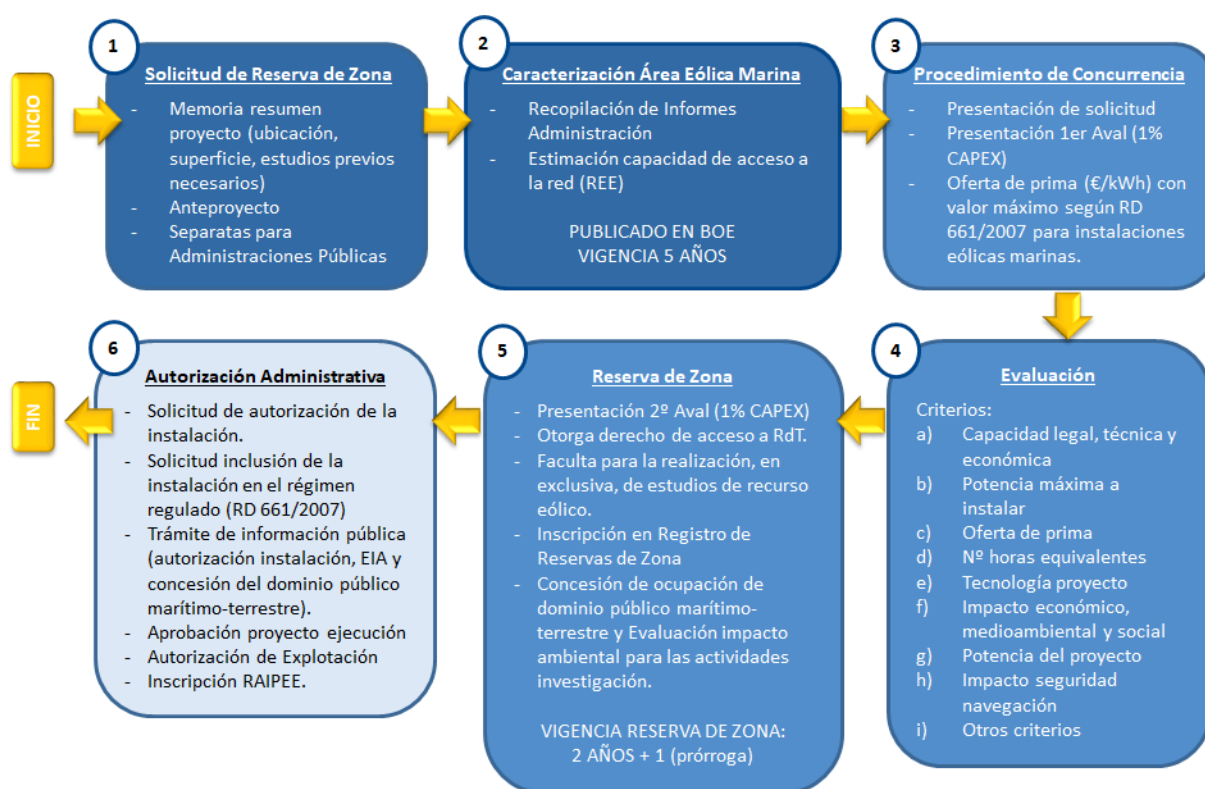 INICIO
1
Solicitud de Reserva de Zona
- Memoria resumen
proyecto (ubicación,
superficie, estudios previos
necesarios)
- Anteproyecto
- Separatas para
Administraciones Públicas
2
Caracterización Área Eólica Marina
- Recopilación de Informes
Administración
- Estimación capacidad de acceso a
la red (REE)
PUBLICADO EN BOE
VIGENCIA 5 AÑOS
3
Procedimiento de Concurrencia
- Presentación de solicitud
- Presentación 1er Aval (1%
CAPEX)
- Oferta de prima (€/kWh) con
valor máximo según RD
661/2007 para instalaciones
eólicas marinas.
4
Evaluación
Criterios:
a) Capacidad legal, técnica y
económica
b) Potencia máxima a
instalar
c) Oferta de prima
d) Nº horas equivalentes
e) Tecnología proyecto
f) Impacto económico,
medioambiental y social
g) Potencia del proyecto
h) Impacto seguridad
navegación
i) Otros criterios
5
Reserva de Zona
- Presentación 2º Aval (1% CAPEX)
- Otorga derecho de acceso a RdT.
- Faculta para la realización, en
exclusiva, de estudios de recurso
eólico.
- Inscripción en Registro de
Reservas de Zona
- Concesión de ocupación de
dominio público marítimo-
terrestre y Evaluación impacto
ambiental para las actividades
investigación.
VIGENCIA RESERVA DE ZONA:
2 AÑOS + 1 (prórroga)
6
Autorización Administrativa
- Solicitud de autorización de la
instalación.
- Solicitud inclusión de la
instalación en el régimen
regulado (RD 661/2007)
- Trámite de información pública
(autorización instalación, EIA y
concesión del dominio público
marítimo-terrestre).
- Aprobación proyecto ejecución
- Autorización de Explotación
- Inscripción RAIPEE.
FIN